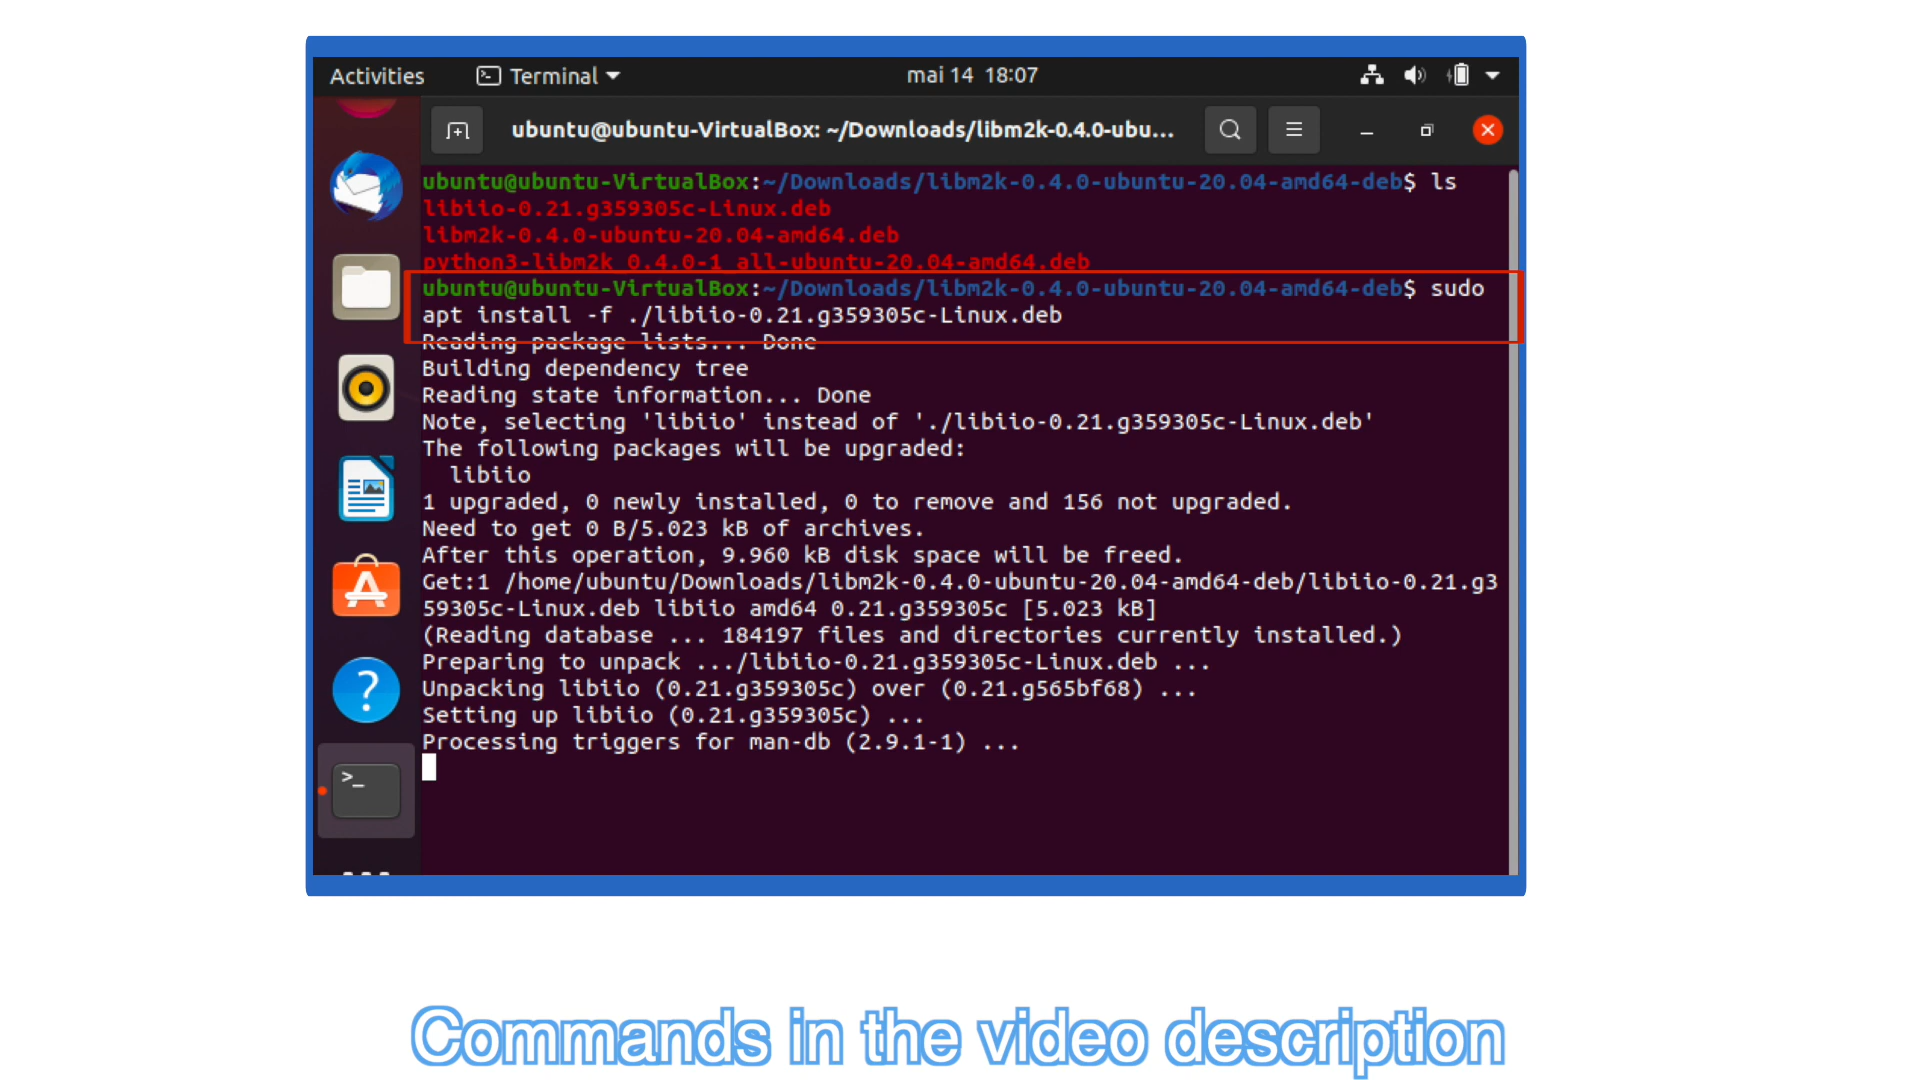 Activities
Terminal
mai 14 18:07
ubuntu@ubuntu-VirtualBox: ~/Downloads/libm2k-0.4.0-ubu...
ubuntu@ubuntu-VirtualBox:~/Downloads/libm2k-0.4.0-ubuntu-20.04-amd64-deb$ ls
libiio-0.21.g359305c-Linux.deb
libm2k-0.4.0-ubuntu-20.04-amd64.deb
python3-libm2k_0.4.0-1_all-ubuntu-20.04-amd64.deb
ubuntu@ubuntu-VirtualBox:~/Downloads/libm2k-0.4.0-ubuntu-20.04-amd64-deb$ sudo
apt install -f ./libiio-0.21.g359305c-Linux.deb
Reading package lists... Done
Building dependency tree
Reading state information... Done
Note, selecting 'libiio' instead of './libiio-0.21.g359305c-Linux.deb'
The following packages will be upgraded:
libiio
1 upgraded, 0 newly installed, 0 to remove and 156 not upgraded.
Need to get 0 B/5.023 kB of archives.
After this operation, 9.960 kB disk space will be freed.
Get:1 /home/ubuntu/Downloads/libm2k-0.4.0-ubuntu-20.04-amd64-deb/libiio-0.21.g3
59305c-Linux.deb libiio amd64 0.21.g359305c [5.023 kB]
(Reading database ... 184197 files and directories currently installed.)
Preparing to unpack .../libiio-0.21.g359305c-Linux.deb ...
Unpacking libiio (0.21.g359305c) over (0.21.g565bf68) ...
Setting up libiio (0.21.g359305c) ...
Processing triggers for man-db (2.9.1-1) ...
Commands in the video description